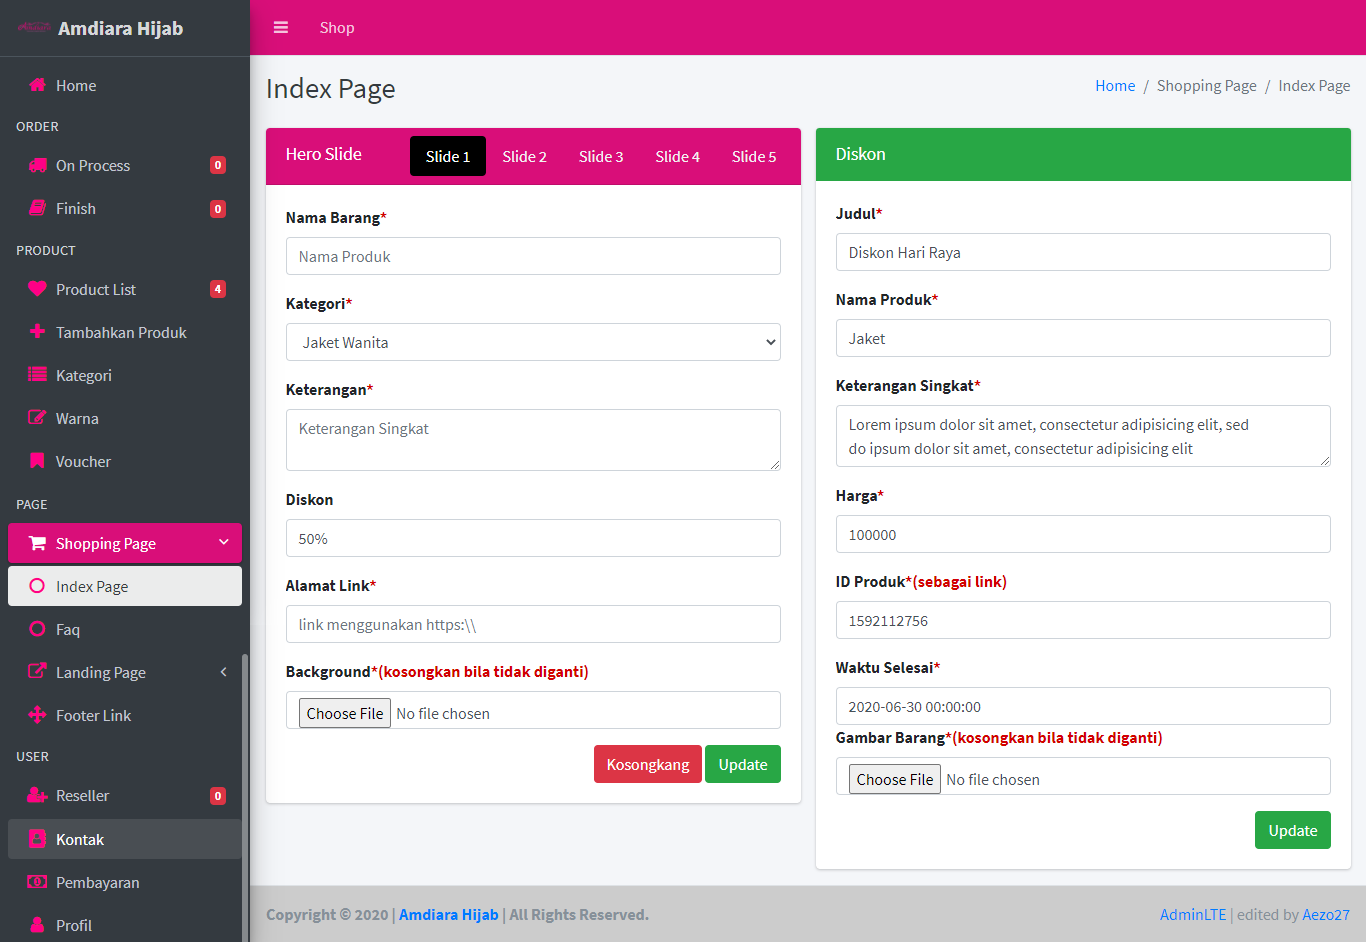 Amdiara Hijab
Shop
Home
ORDER
On Process 0
Finish 0
PRODUCT
Product List 4
Tambahkan Produk
Kategori
Warna
Voucher
PAGE
Shopping Page
Index Page
Faq
Landing Page
Footer Link
USER
Reseller 0
Kontak
Pembayaran
Profil
Index Page
Home / Shopping Page / Index Page
Hero Slide Slide 1 Slide 2 Slide 3 Slide 4 Slide 5
Nama Barang*
Nama Produk
Kategori*
Jaket Wanita
Keterangan*
Keterangan Singkat
Diskon
50%
Alamat Link*
link menggunakan https:\\
Background*(kosongkan bila tidak diganti)
Choose File No file chosen
Kosongkang Update
Diskon
Judul*
Diskon Hari Raya
Nama Produk*
Jaket
Keterangan Singkat*
Lorem ipsum dolor sit amet, consectetur adipisicing elit, sed
do ipsum dolor sit amet, consectetur adipisicing elit
Harga*
100000
ID Produk*(sebagai link)
1592112756
Waktu Selesai*
2020-06-30 00:00:00
Gambar Barang*(kosongkan bila tidak diganti)
Choose File No file chosen
Update
Copyright © 2020 | Amdiara Hijab | All Rights Reserved.
AdminLTE | edited by Aezo27